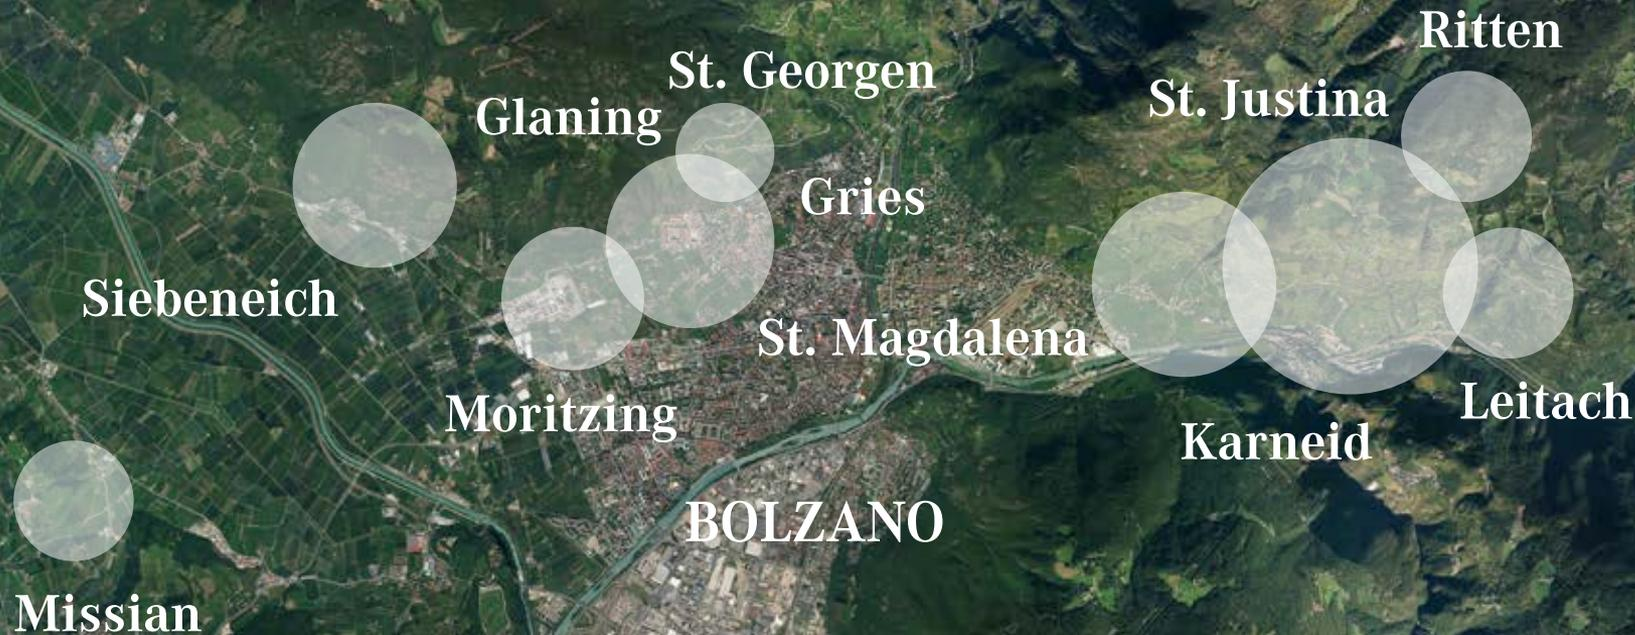 Ritten
St. Georgen
St. Justina
Glaning
Gries
Siebeneich
St. Magdalena
Leitach
Moritzing
Karneid
BOLZANO
Missian